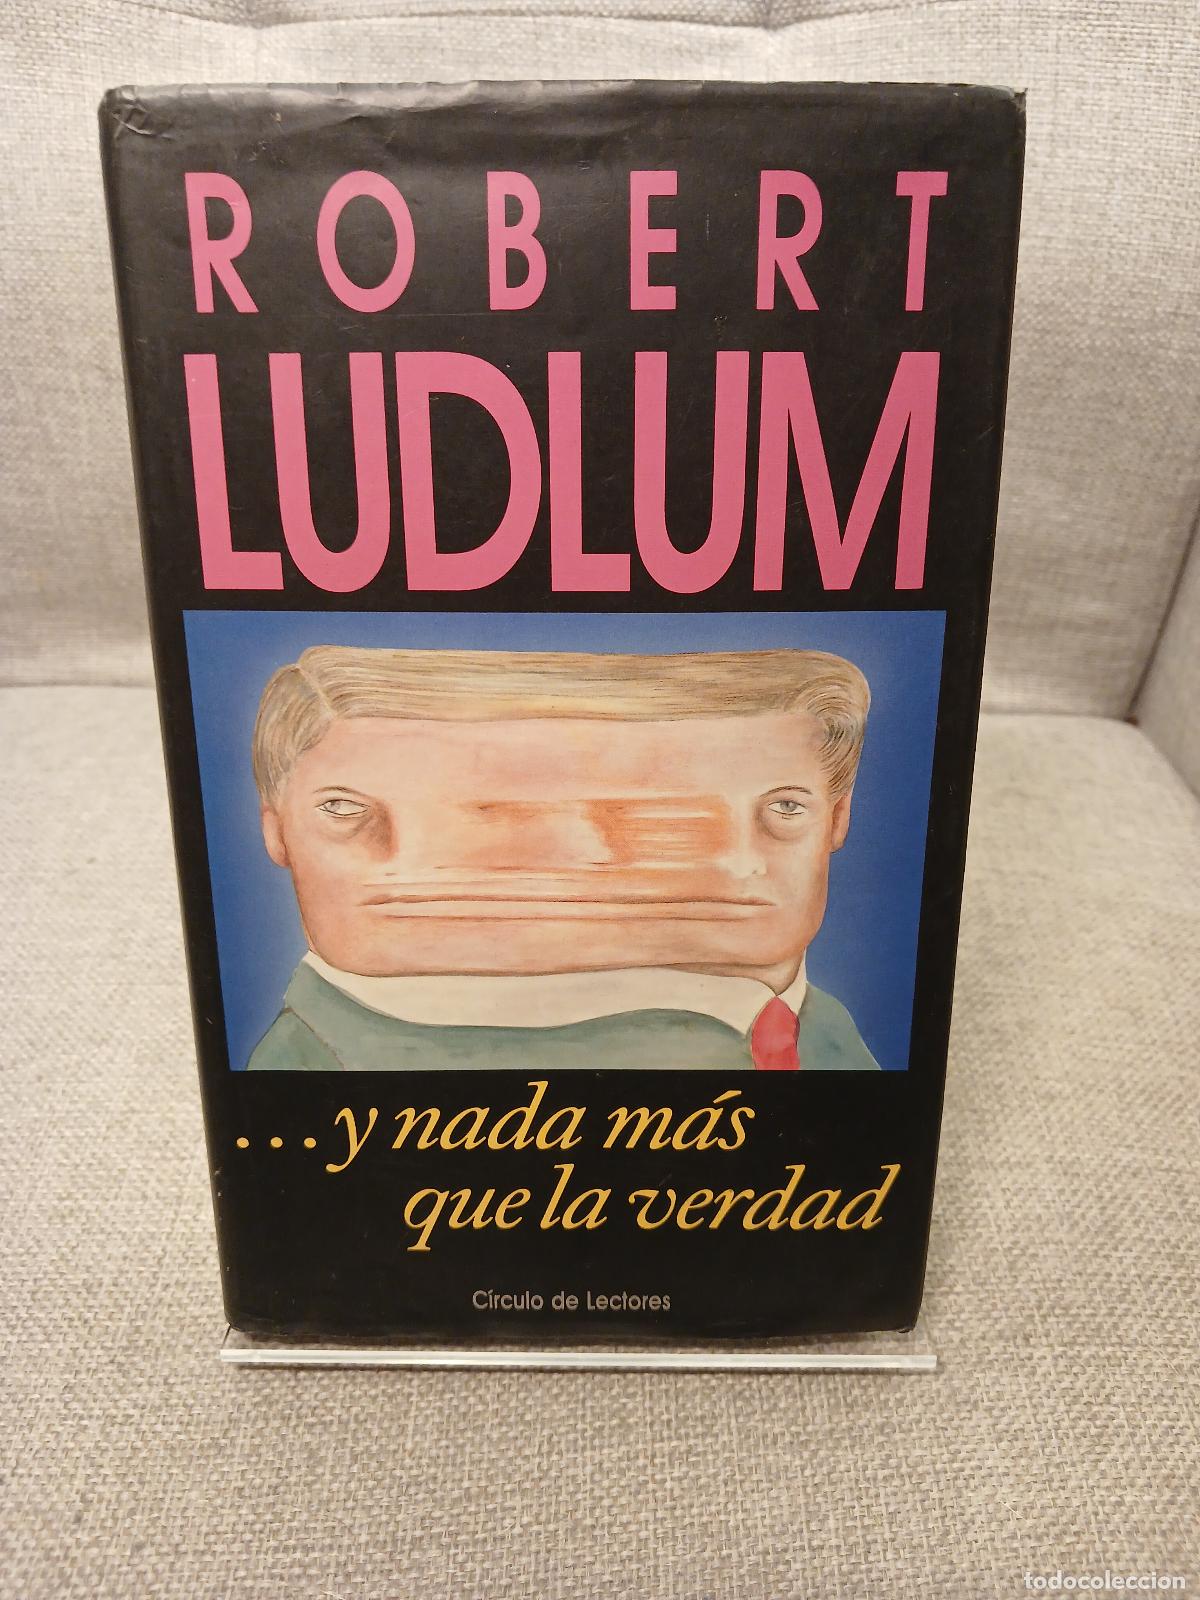 ROBERT
LUDLUM
...y nada más
que la verdad
Círculo de Lectores
todocoleccion